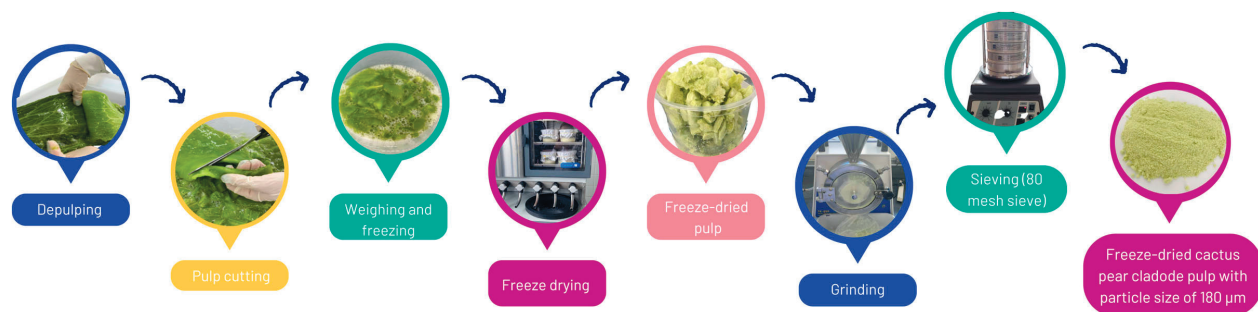 Depulping
Pulp cutting
Weighing and
freezing
Freeze drying
Freeze-dried
pulp
Grinding
Sieving (80
mesh sieve)
Freeze-dried cactus
pear cladode pulp with
particle size of 180 µm